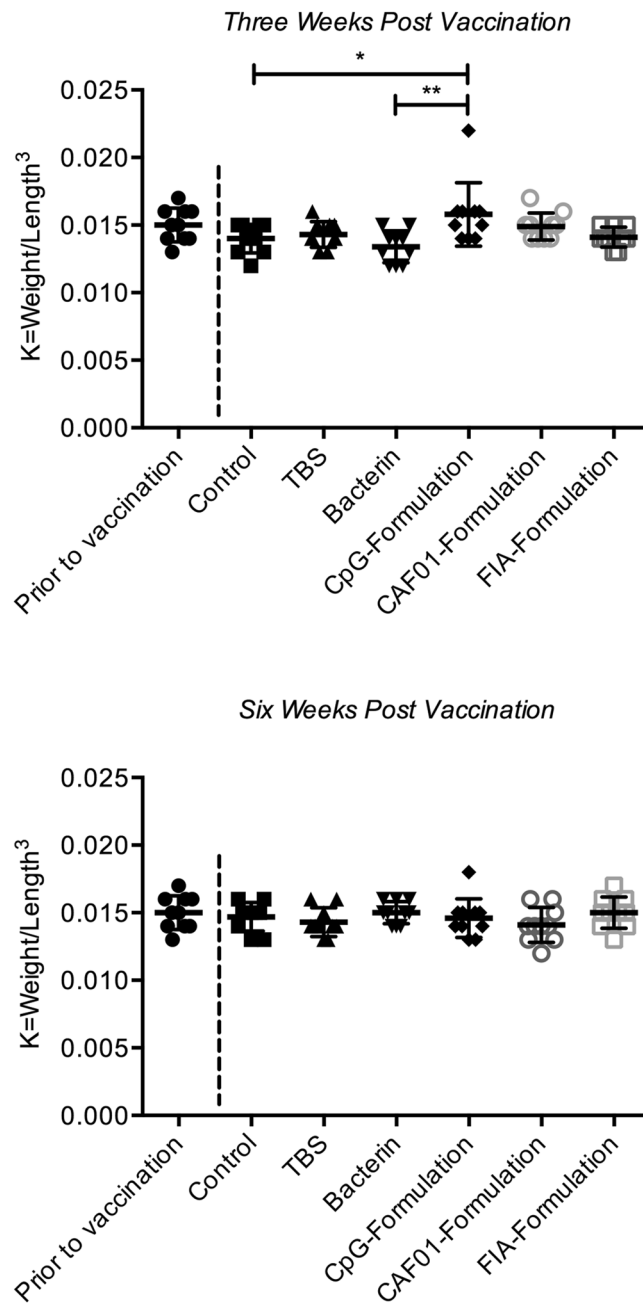 Three Weeks Post Vaccination
*
**
K=Weight/Length³
0.025
0.020
0.015
0.010
0.005
0.000
Prior to vaccination
Control
TBS
Bacterin
CpG-Formulation
CAF01-Formulation
FIA-Formulation
Six Weeks Post Vaccination
K=Weight/Length³
0.025
0.020
0.015
0.010
0.005
0.000
Prior to vaccination
Control
TBS
Bacterin
CpG-Formulation
CAF01-Formulation
FIA-Formulation